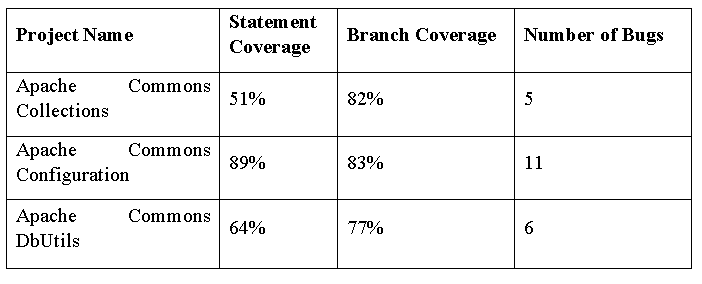 Project Name
Statement
Coverage
Branch Coverage
Number of Bugs
Apache Commons
Collections
51%
82%
5
Apache Commons
Configuration
89%
83%
11
Apache Commons
DbUtils
64%
77%
6